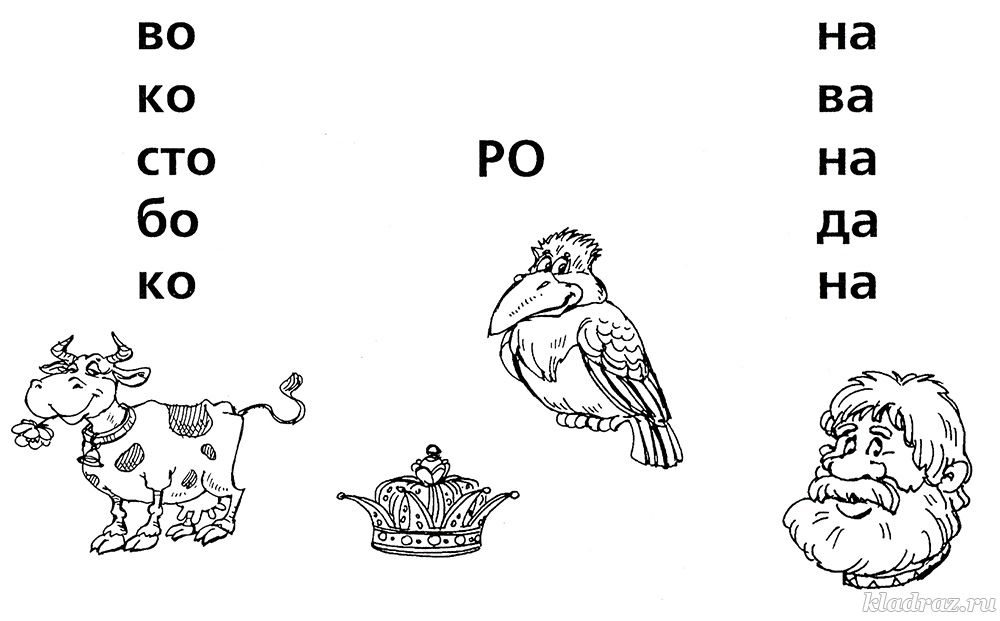 во на
ко ва
сто РО на
бо да
ко на
kladraz.ru